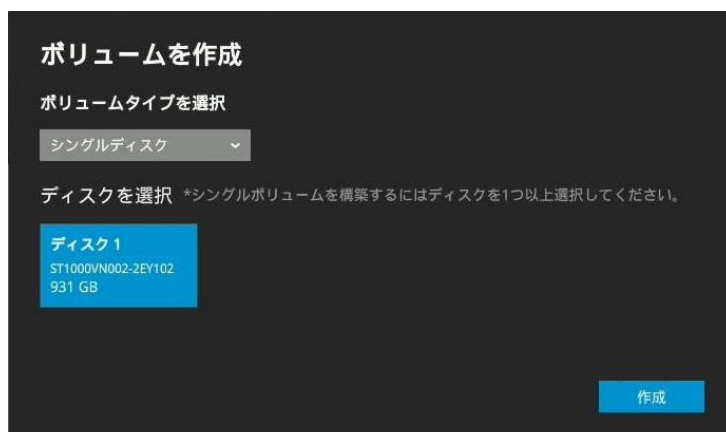 ボリュームを作成
ボリュームタイプを選択
シングルディスク
ディスクを選択 *シングルボリュームを構築するにはディスクを1つ以上選択してください。
ディスク 1
ST1000VN002-2EY102
931 GB
作成